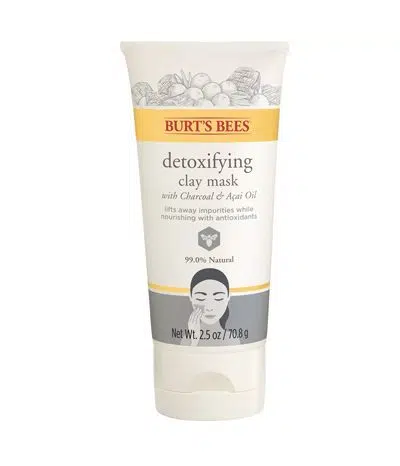 BURT'S BEES
detoxifying
clay mask
with Charcoal & Açai Oil
lifts away impurities while
nourishing with antioxidants
99.0% Natural
Net Wt. 2.5 oz / 70.8 g